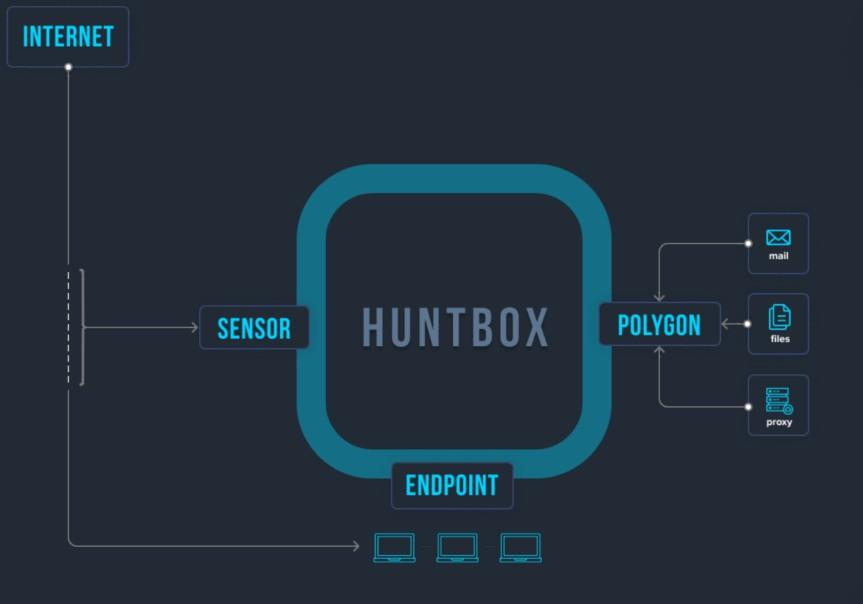 INTERNET
mail
SENSOR
HUNTBOX
POLYGON
files
proxy
ENDPOINT